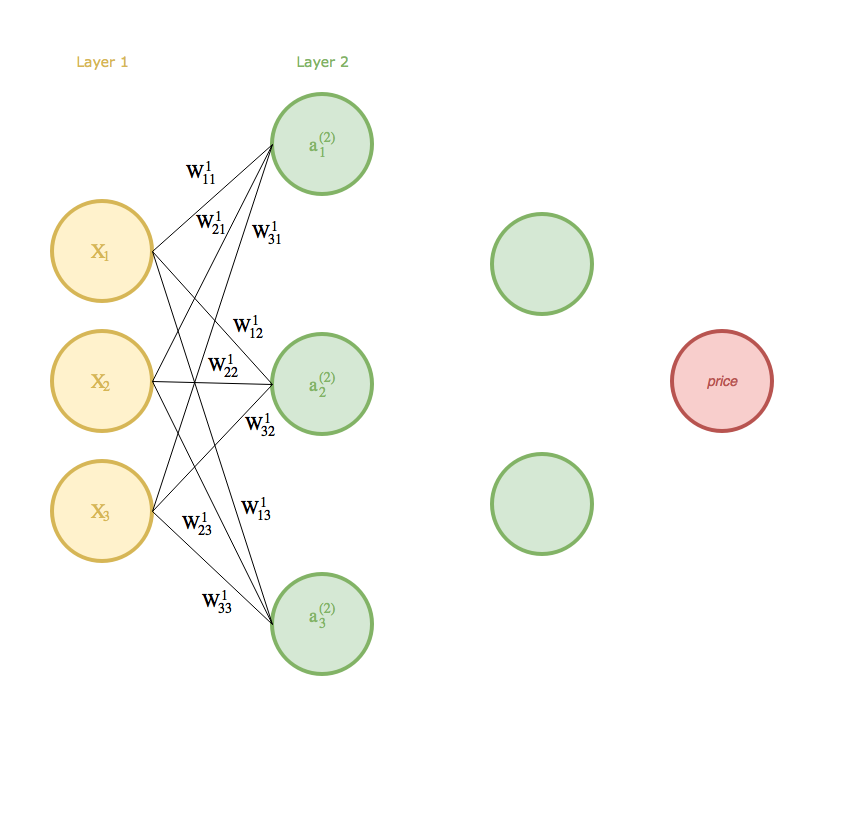 Layer 1
Layer 2
a₁⁽²⁾
W¹₁₁
W¹₂₁
W¹₃₁
X₁
W¹₁₂
W¹₂₂
X₂
a₂⁽²⁾
price
W¹₃₂
X₃
W¹₁₃
W¹₂₃
W¹₃₃
a₃⁽²⁾